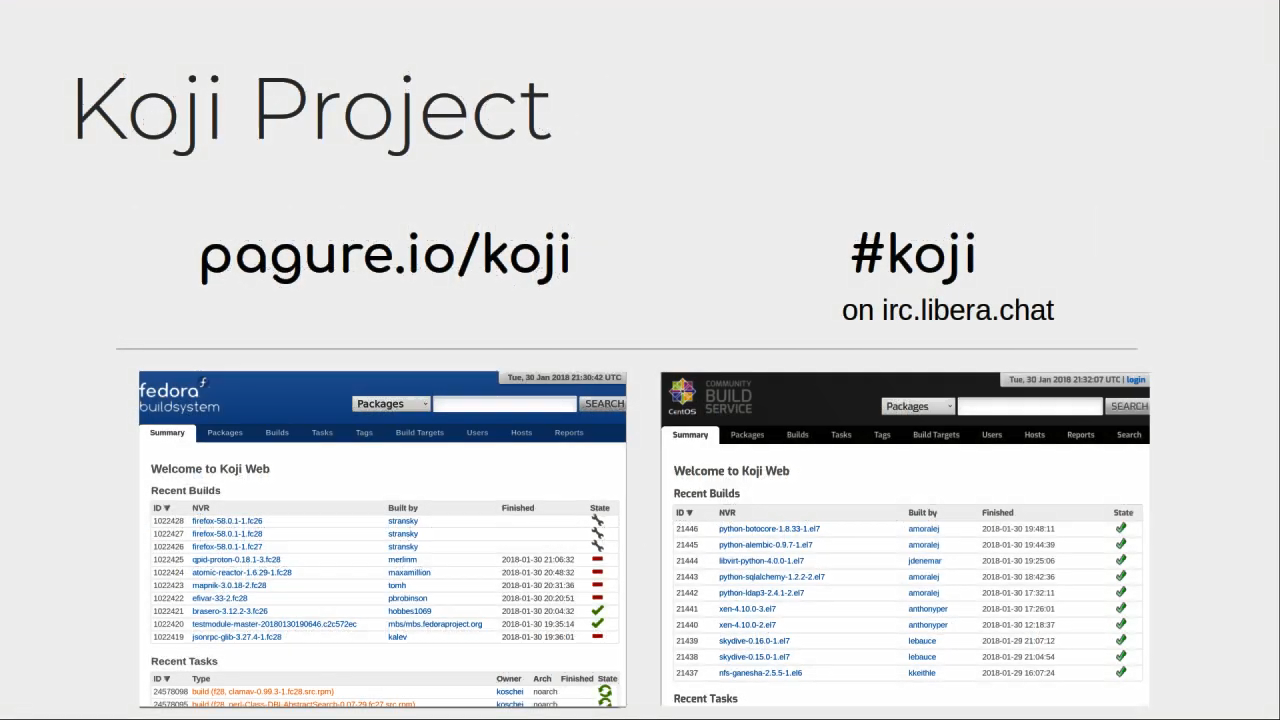 Koji Project
pagure.io/koji
#koji
on irc.libera.chat
Tue, 30 Jan 2018 21:30:42 UTC
fedora
buildsystem
Packages SEARCH
Summary Packages Builds Tasks Tags Build Targets Users Hosts Reports
Welcome to Koji Web
Recent Builds
ID NVR Built by Finished State
1022428 firefox-58.0.1-1.fc26 stransky
1022427 firefox-58.0.1-1.fc28 stransky
1022426 firefox-58.0.1-1.fc27 stransky
1022425 qpid-proton-0.18.1-3.fc28 merlinm 2018-01-30 21:06:32
1022424 atomic-reactor-1.6.29-1.fc28 maxamillion 2018-01-30 20:48:32
1022423 mapnik-3.0.18-2.fc28 tomh 2018-01-30 20:31:36
1022422 efivar-33-2.fc28 pbrobinson 2018-01-30 20:20:51
1022421 brasero-3.12.2-3.fc26 hobbes1069 2018-01-30 20:04:32
1022420 testmodule-master-20180130190646.c2c572ec mbs/mbs.fedoraproject.org 2018-01-30 19:35:14
1022419 jsonrpc-glib-3.27.4-1.fc28 kalev 2018-01-30 19:36:01
Recent Tasks
ID Type Owner Arch Finished State
24578098 build (f28, clamav-0.99.3-1.fc28.src.rpm) koschei noarch
24578095 build (f28, perl-Class-DBI-AbstractSearch-0.07-29.fc27.src.rpm) koschei noarch
Tue, 30 Jan 2018 21:32:07 UTC | login
CentOS
COMMUNITY
BUILD
SERVICE
Packages SEARCH
Summary Packages Builds Tasks Tags Build Targets Users Hosts Reports Search
Welcome to Koji Web
Recent Builds
ID NVR Built by Finished State
21446 python-botocore-1.8.33-1.el7 amoralej 2018-01-30 19:48:11
21445 python-alembic-0.9.7-1.el7 amoralej 2018-01-30 19:44:39
21444 libvirt-python-4.0.0-1.el7 jdenemar 2018-01-30 19:25:06
21443 python-sqlalchemy-1.2.2-2.el7 amoralej 2018-01-30 18:42:36
21442 python-ldap3-2.4.1-2.el7 amoralej 2018-01-30 17:32:11
21441 xen-4.10.0-3.el7 anthonyper 2018-01-30 17:26:01
21440 xen-4.10.0-2.el7 anthonyper 2018-01-30 12:18:37
21439 skydive-0.16.0-1.el7 lebauce 2018-01-29 21:07:12
21438 skydive-0.15.0-1.el7 lebauce 2018-01-29 21:04:54
21437 nfs-ganesha-2.5.5-1.el6 kkeithle 2018-01-29 16:07:24
Recent Tasks